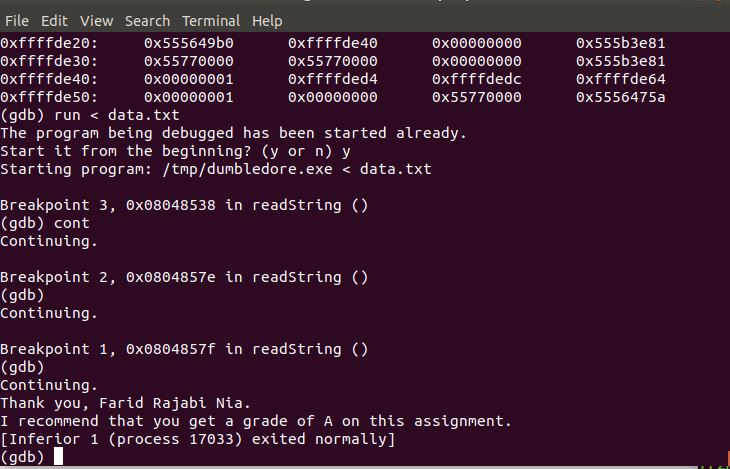 File Edit View Search Terminal Help
0xffffde20: 0x555649b0 0xffffde40 0x00000000 0x555b3e81
0xffffde30: 0x55770000 0x55770000 0x00000000 0x555b3e81
0xffffde40: 0x00000001 0xffffded4 0xffffdedc 0xffffde64
0xffffde50: 0x00000001 0x00000000 0x55770000 0x5556475a
(gdb) run < data.txt
The program being debugged has been started already.
Start it from the beginning? (y or n) y
Starting program: /tmp/dumbledore.exe < data.txt
Breakpoint 3, 0x08048538 in readString ()
(gdb) cont
Continuing.
Breakpoint 2, 0x0804857e in readString ()
(gdb)
Continuing.
Breakpoint 1, 0x0804857f in readString ()
(gdb)
Continuing.
Thank you, Farid Rajabi Nia.
I recommend that you get a grade of A on this assignment.
[Inferior 1 (process 17033) exited normally]
(gdb)